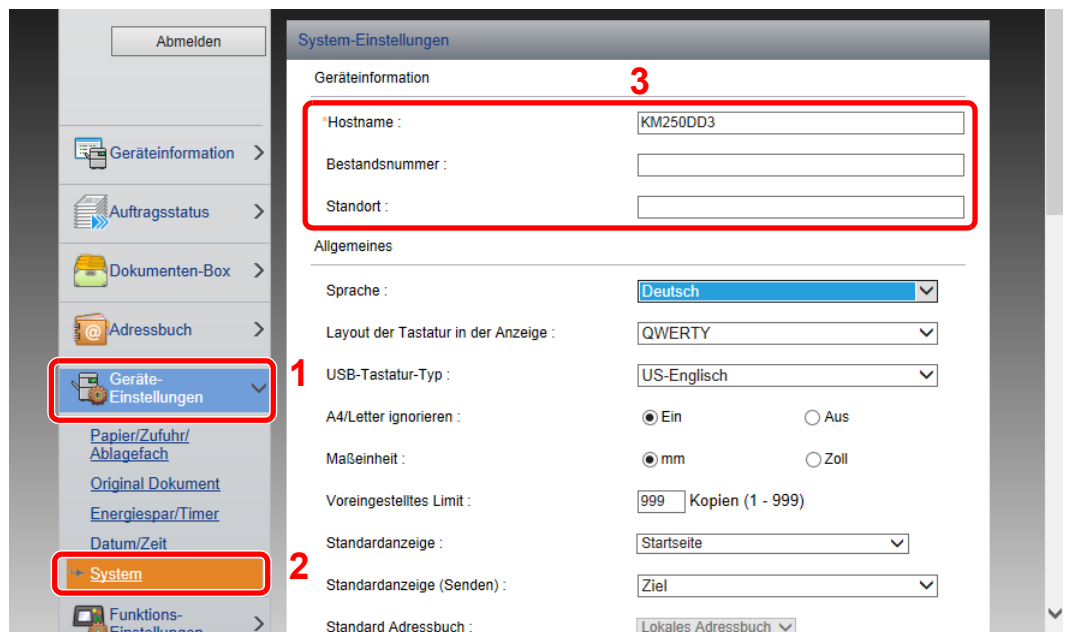 Abmelden
Geräteinformation
Auftragsstatus
Dokumenten-Box
Adressbuch
1
Geräte-
Einstellungen
Papier/Zufuhr/
Ablagefach
Original Dokument
Energiespar/Timer
Datum/Zeit
2
System
Funktions-
Einstellungen
System-Einstellungen
Geräteinformation
3
*Hostname : KM250DD3
Bestandsnummer :
Standort :
Allgemeines
Sprache : Deutsch
Layout der Tastatur in der Anzeige : QWERTY
USB-Tastatur-Typ : US-Englisch
A4/Letter ignorieren : Ein Aus
Maßeinheit : mm Zoll
Voreingestelltes Limit : 999 Kopien (1 - 999)
Standardanzeige : Startseite
Standardanzeige (Senden) : Ziel
Standard Adressbuch : Lokales Adressbuch